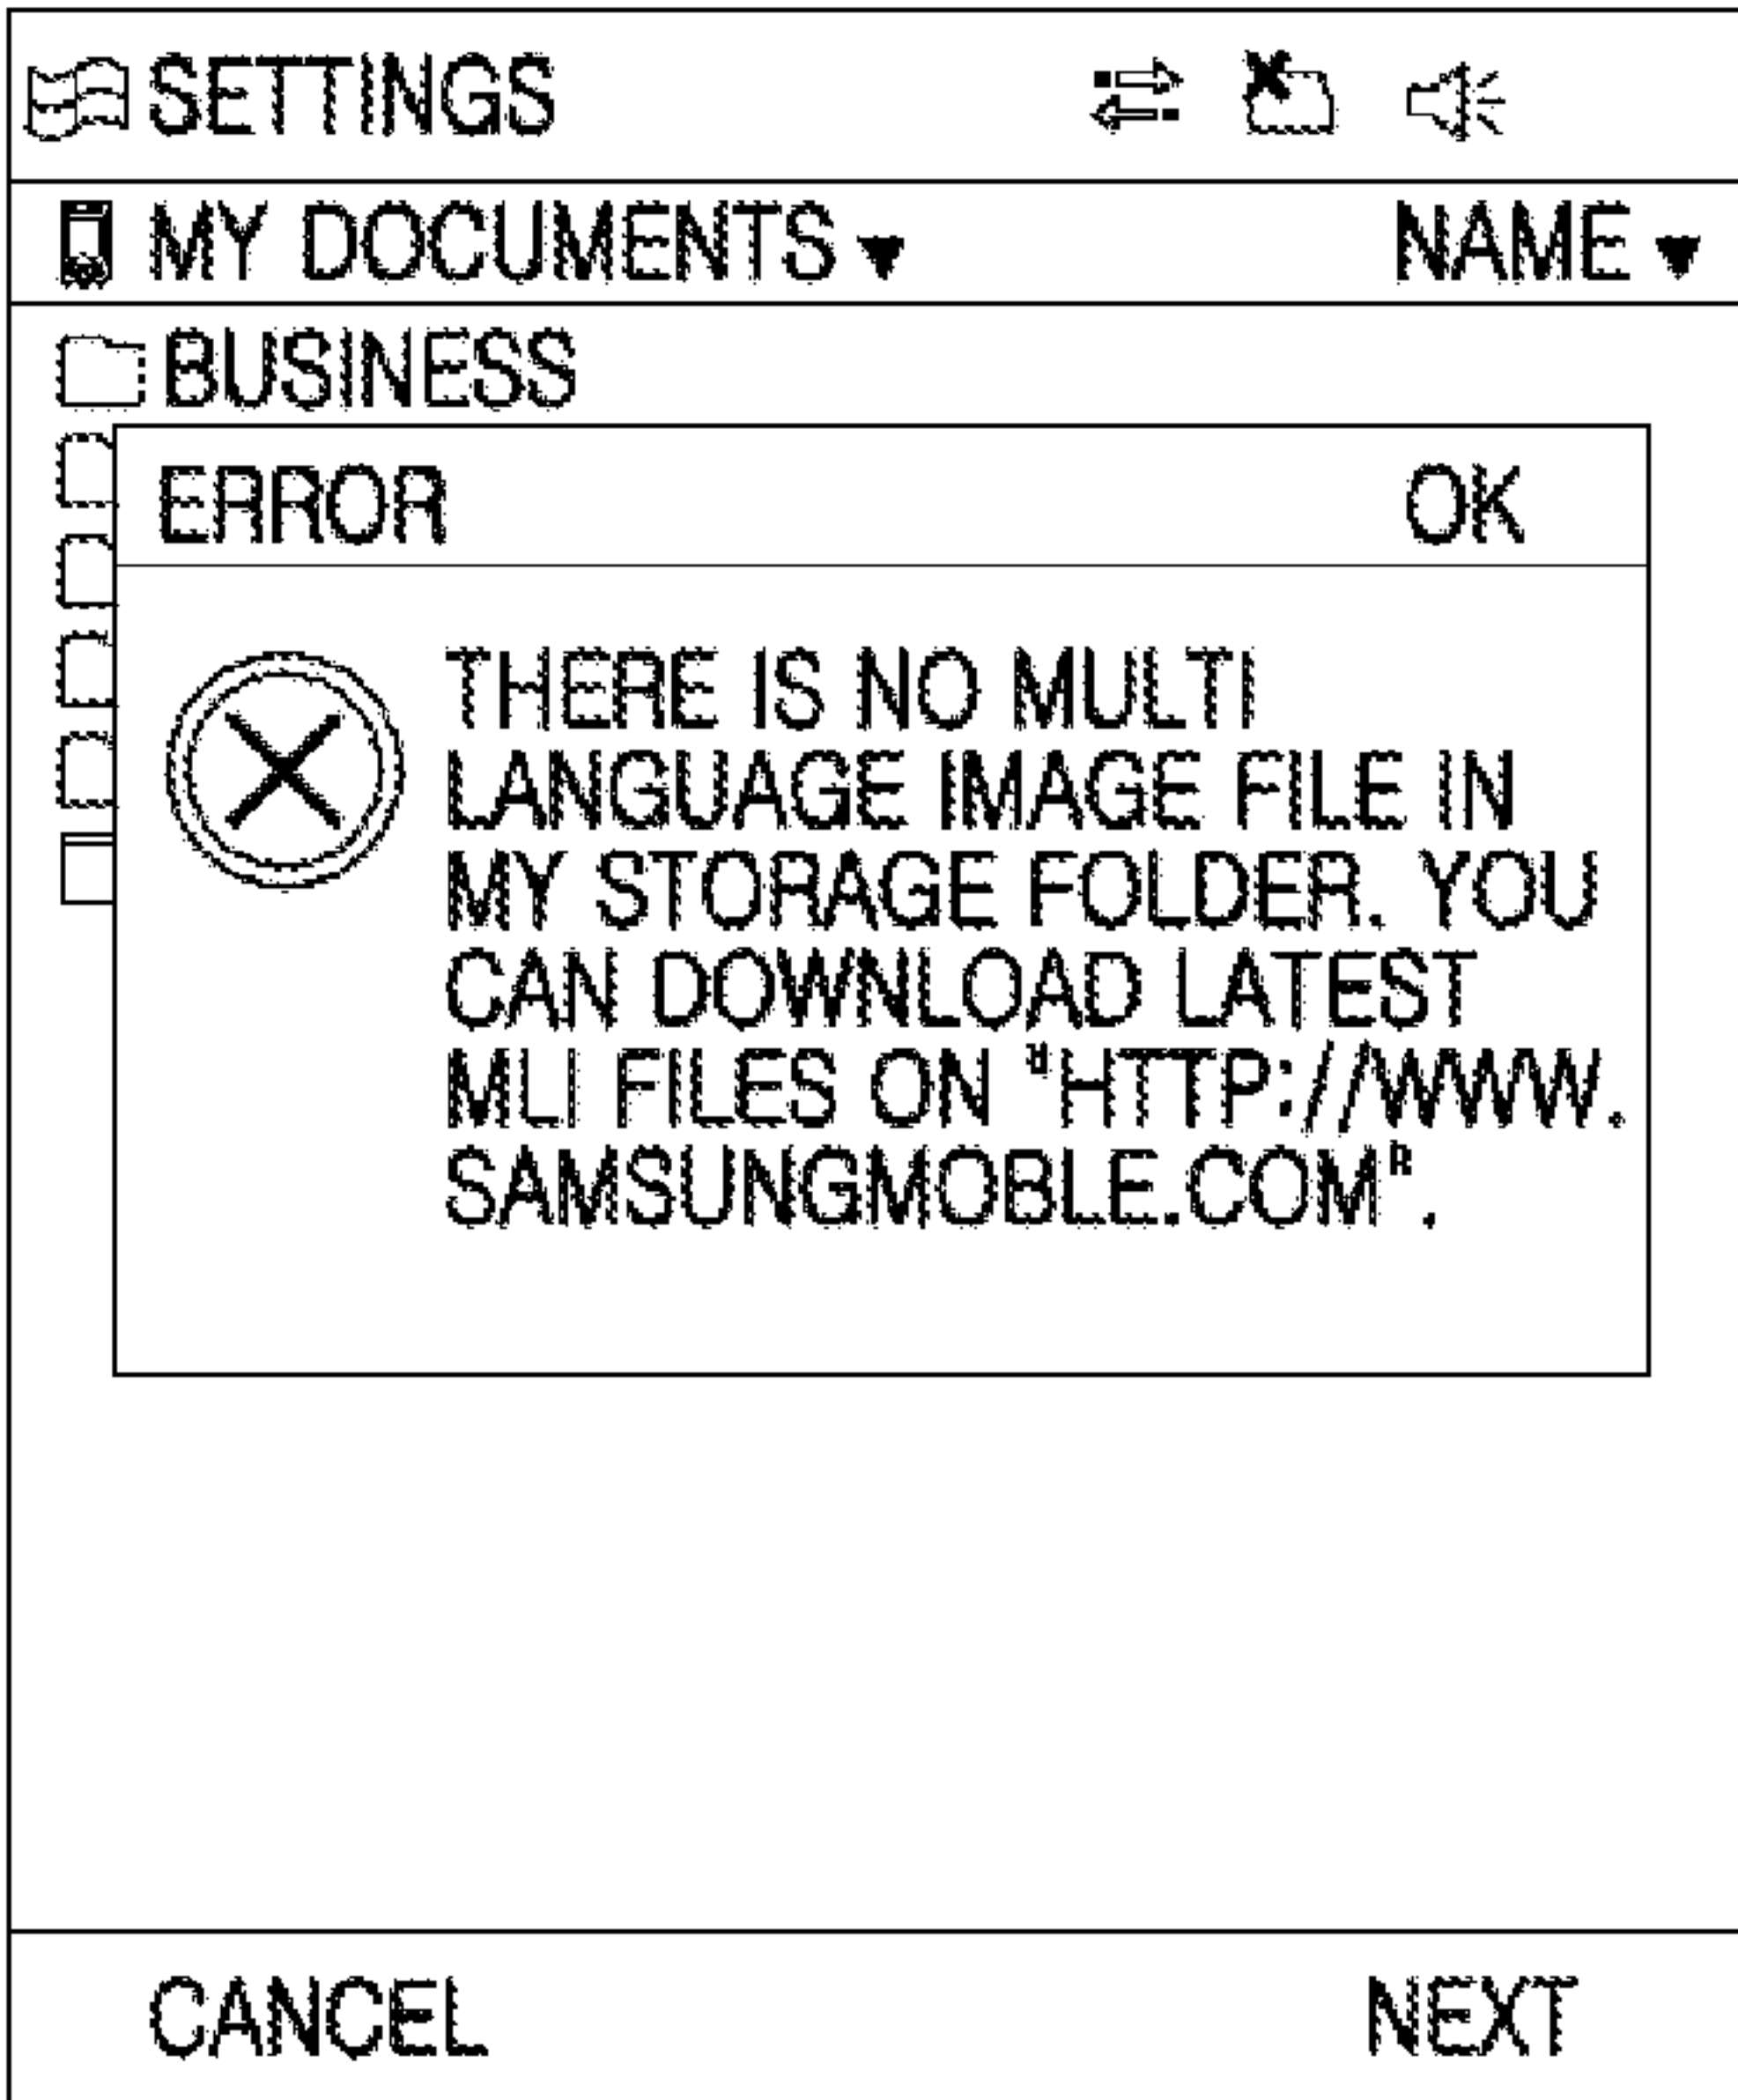 SETTINGS
MY DOCUMENTS ▼ NAME ▼
BUSINESS
ERROR OK
THERE IS NO MULTI
LANGUAGE IMAGE FILE IN
MY STORAGE FOLDER. YOU
CAN DOWNLOAD LATEST
MLI FILES ON "HTTP://WWW.
SAMSUNGMOBLE.COM".
CANCEL NEXT